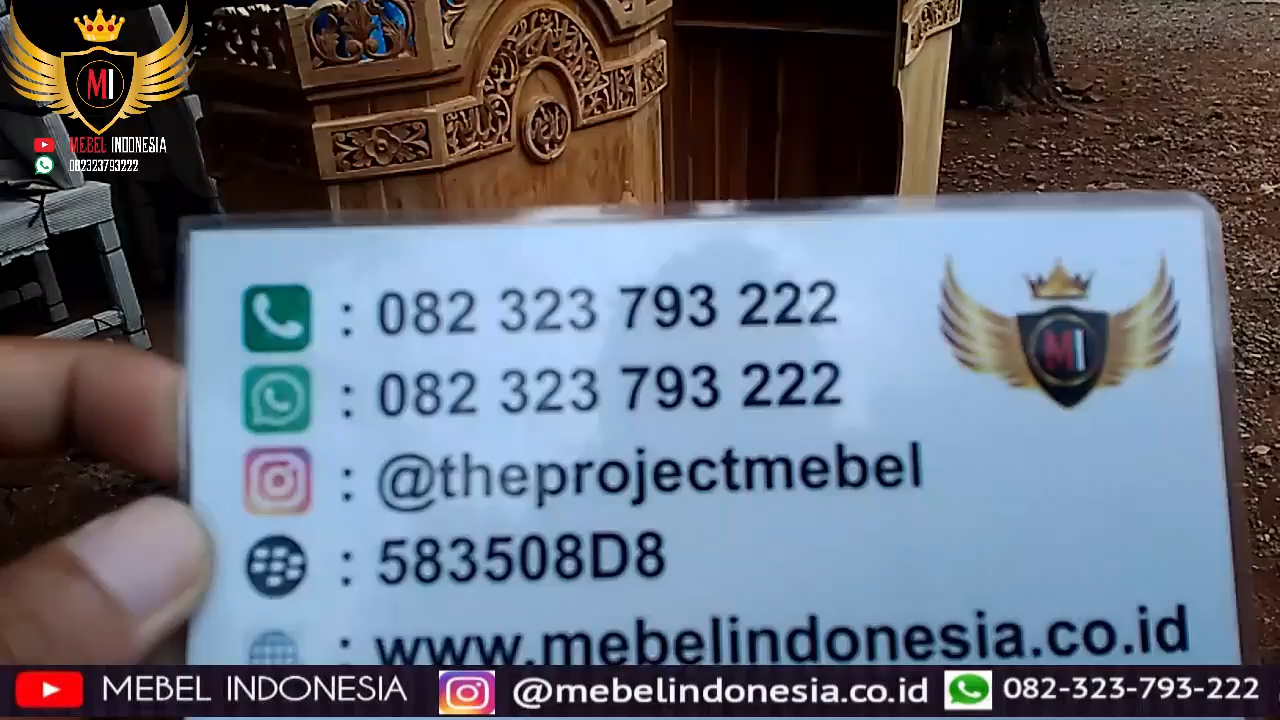 MI
MEBEL INDONESIA
082323793222
: 082 323 793 222
MI
: 082 323 793 222
: @theprojectmebel
: 583508D8
: www.mebelindonesia.co.id
MEBEL INDONESIA @mebelindonesia.co.id 082-323-793-222